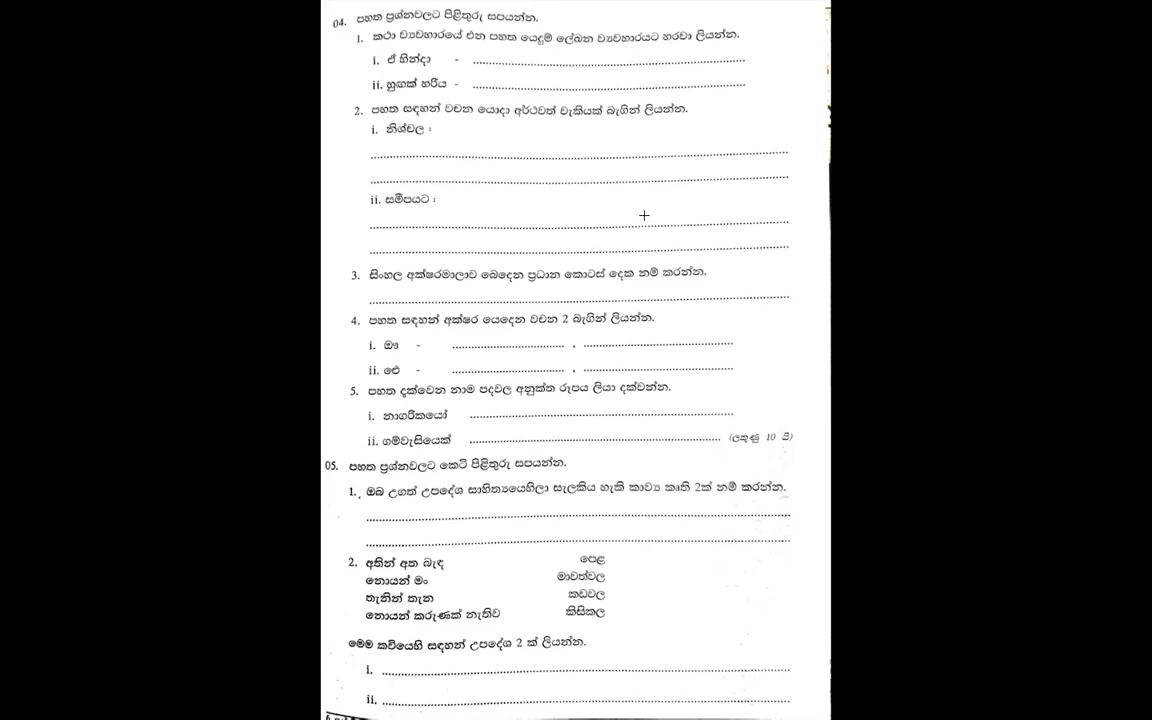 04. පහත ප්‍රශ්නවලට පිළිතුරු සපයන්න.
1. කථා ව්‍යවහාරයේ එන පහත යෙදුම් ලේඛන ව්‍යවහාරයට හරවා ලියන්න.
i. ඒ හින්දා - ........................................
ii. හුඟක් හරිය - ........................................
2. පහත සඳහන් වචන යොදා අර්ථවත් වැකියක් බැගින් ලියන්න.
i. නිශ්චල :
........................................
........................................
ii. සමීපයට :
........................................
........................................
3. සිංහල අක්ෂරමාලාව බෙදෙන ප්‍රධාන කොටස් දෙක නම් කරන්න.
........................................
4. පහත සඳහන් අක්ෂර යෙදෙන වචන 2 බැගින් ලියන්න.
i. ඖ - .................... , ....................
ii. ඓ - .................... , ....................
5. පහත දැක්වෙන නාම පදවල අනුක්ත රූපය ලියා දක්වන්න.
i. නාගරිකයෝ ........................................
ii. ගම්වැසියෙක් ........................................ (ලකුණු 10 යි)
05. පහත ප්‍රශ්නවලට කෙටි පිළිතුරු සපයන්න.
1. ඔබ උගත් උපදේශ සාහිත්‍යයෙහිලා සැලකිය හැකි කාව්‍ය කෘති 2ක් නම් කරන්න.
........................................
........................................
2. අතින් අත බැඳ පෙළ
නොයන් මං මාවත්වල
තැනින් තැන කඩවල
නොයන් කරුණක් නැතිව කිසිකල
මෙම කවියෙහි සඳහන් උපදේශ 2 ක් ලියන්න.
i. ........................................
ii. ........................................